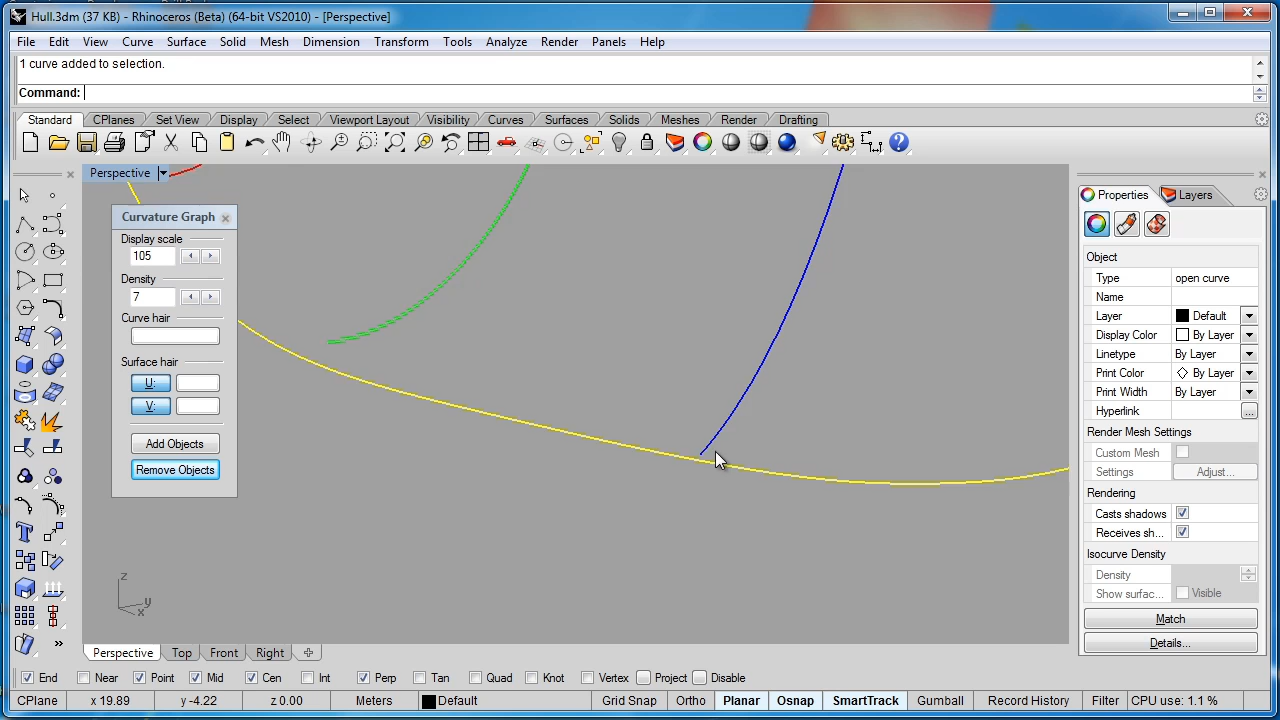 Hull.3dm (37 KB) - Rhinoceros (Beta) (64-bit VS2010) - [Perspective]
File Edit View Curve Surface Solid Mesh Dimension Transform Tools Analyze Render Panels Help
1 curve added to selection.
Command:
Standard CPlanes Set View Display Select Viewport Layout Visibility Curves Surfaces Solids Meshes Render Drafting
Perspective
Curvature Graph
Display scale
105
Density
7
Curve hair
Surface hair
U:
V:
Add Objects
Remove Objects
z
y
x
Properties Layers
Object
Type open curve
Name
Layer Default
Display Color By Layer
Linetype By Layer
Print Color By Layer
Print Width By Layer
Hyperlink ...
Render Mesh Settings
Custom Mesh
Settings Adjust...
Rendering
Casts shadows
Receives sh...
Isocurve Density
Density
Show surfac... Visible
Match
Details...
Perspective Top Front Right
End Near Point Mid Cen Int Perp Tan Quad Knot Vertex Project Disable
CPlane x 19.89 y -4.22 z 0.00 Meters Default Grid Snap Ortho Planar Osnap SmartTrack Gumball Record History Filter CPU use: 1.1 %